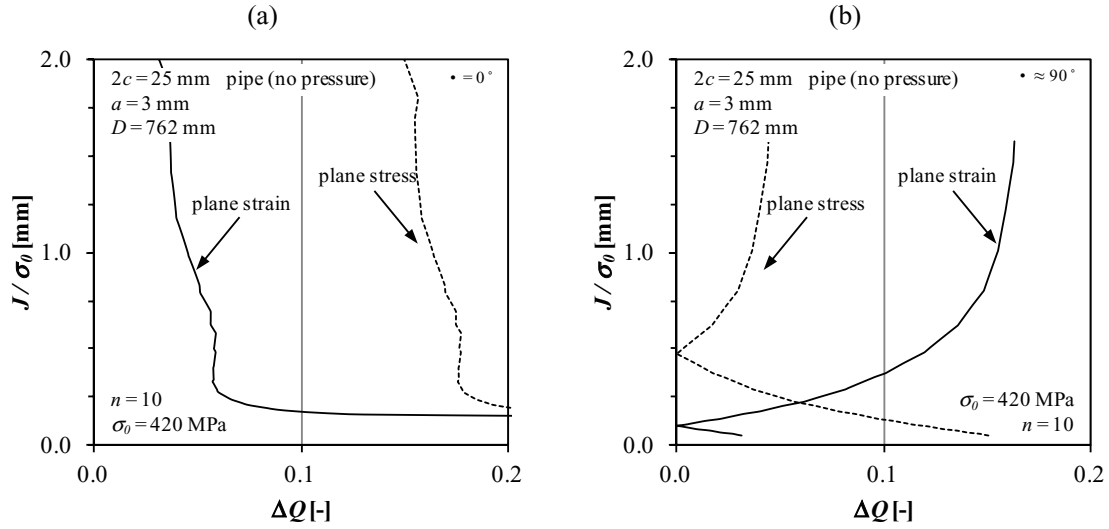 (a)
2.0
2c = 25 mm pipe (no pressure)
• = 0°
a = 3 mm
D = 762 mm
plane stress
plane strain
1.0
J / σ0 [mm]
n = 10
σ0 = 420 MPa
0.0
0.0 0.1 0.2
ΔQ [-]
(b)
2.0
2c = 25 mm pipe (no pressure)
• ≈ 90°
a = 3 mm
D = 762 mm
plane strain
plane stress
1.0
J / σ0 [mm]
σ0 = 420 MPa
n = 10
0.0
0.0 0.1 0.2
ΔQ [-]